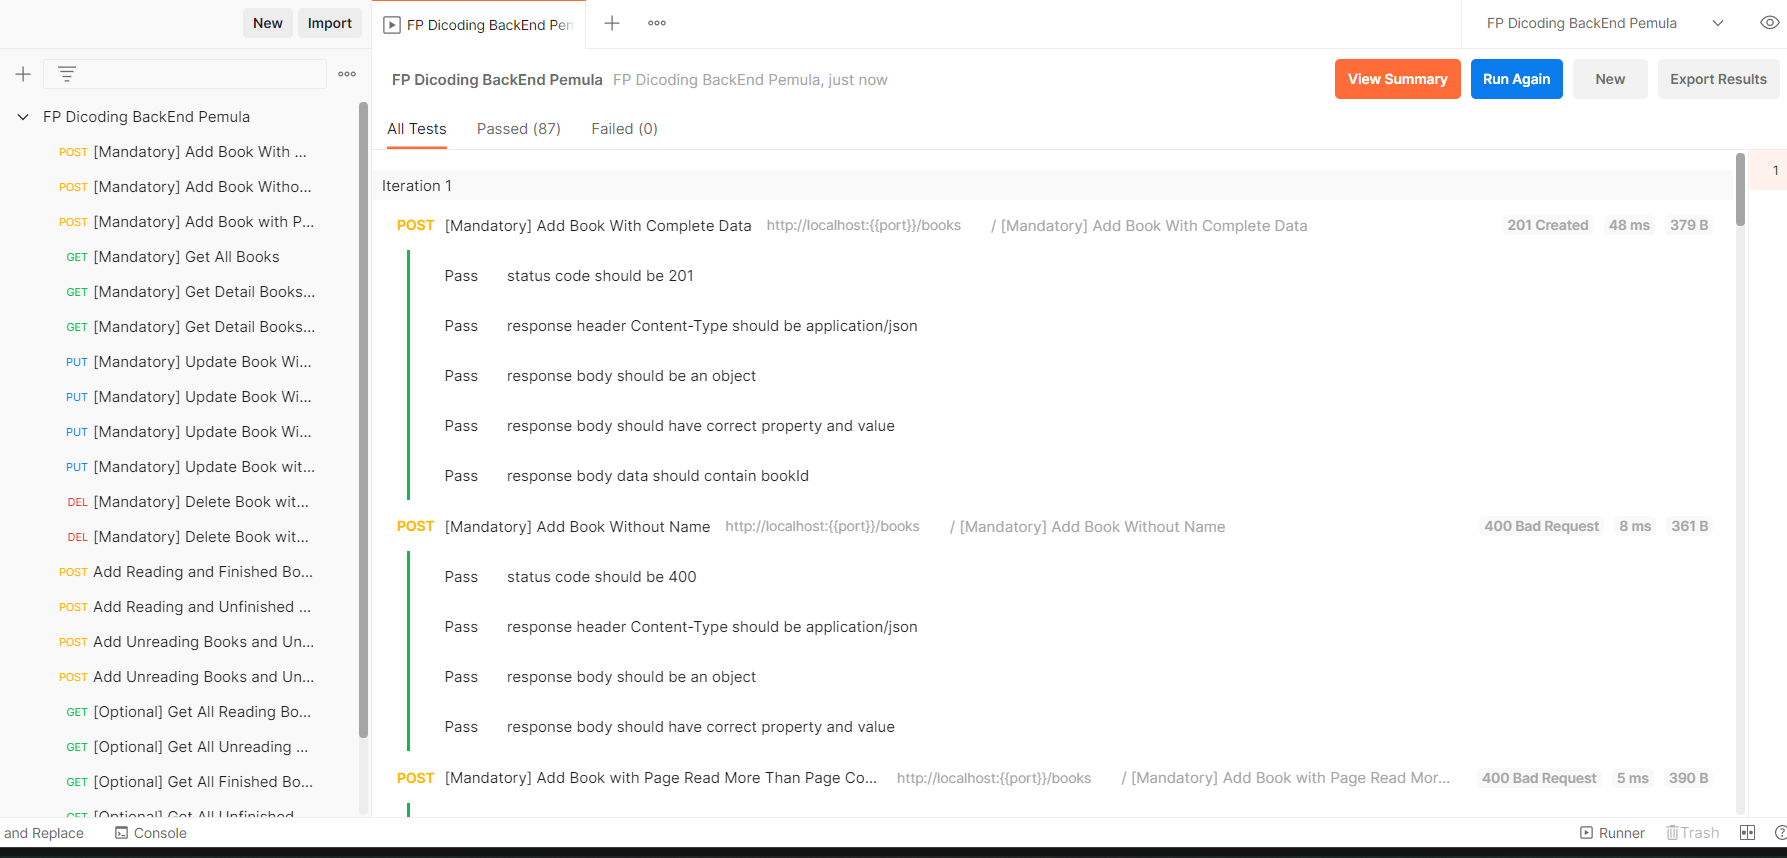 New Import
FP Dicoding BackEnd Pem
FP Dicoding BackEnd Pemula
FP Dicoding BackEnd Pemula FP Dicoding BackEnd Pemula, just now
View Summary Run Again New Export Results
All Tests Passed (87) Failed (0)
FP Dicoding BackEnd Pemula
POST [Mandatory] Add Book With ...
POST [Mandatory] Add Book Witho...
POST [Mandatory] Add Book with P...
GET [Mandatory] Get All Books
GET [Mandatory] Get Detail Books...
GET [Mandatory] Get Detail Books...
PUT [Mandatory] Update Book Wi...
PUT [Mandatory] Update Book Wi...
PUT [Mandatory] Update Book Wi...
PUT [Mandatory] Update Book wit...
DEL [Mandatory] Delete Book wit...
DEL [Mandatory] Delete Book wit...
POST Add Reading and Finished Bo...
POST Add Reading and Unfinished ...
POST Add Unreading Books and Un...
POST Add Unreading Books and Un...
GET [Optional] Get All Reading Bo...
GET [Optional] Get All Unreading ...
GET [Optional] Get All Finished Bo...
GET [Optional] Get All Unfinished
Iteration 1
1
POST [Mandatory] Add Book With Complete Data http://localhost:{{port}}/books / [Mandatory] Add Book With Complete Data 201 Created 48 ms 379 B
Pass status code should be 201
Pass response header Content-Type should be application/json
Pass response body should be an object
Pass response body should have correct property and value
Pass response body data should contain bookId
POST [Mandatory] Add Book Without Name http://localhost:{{port}}/books / [Mandatory] Add Book Without Name 400 Bad Request 8 ms 361 B
Pass status code should be 400
Pass response header Content-Type should be application/json
Pass response body should be an object
Pass response body should have correct property and value
POST [Mandatory] Add Book with Page Read More Than Page Co... http://localhost:{{port}}/books / [Mandatory] Add Book with Page Read Mor... 400 Bad Request 5 ms 390 B
and Replace Console Runner Trash